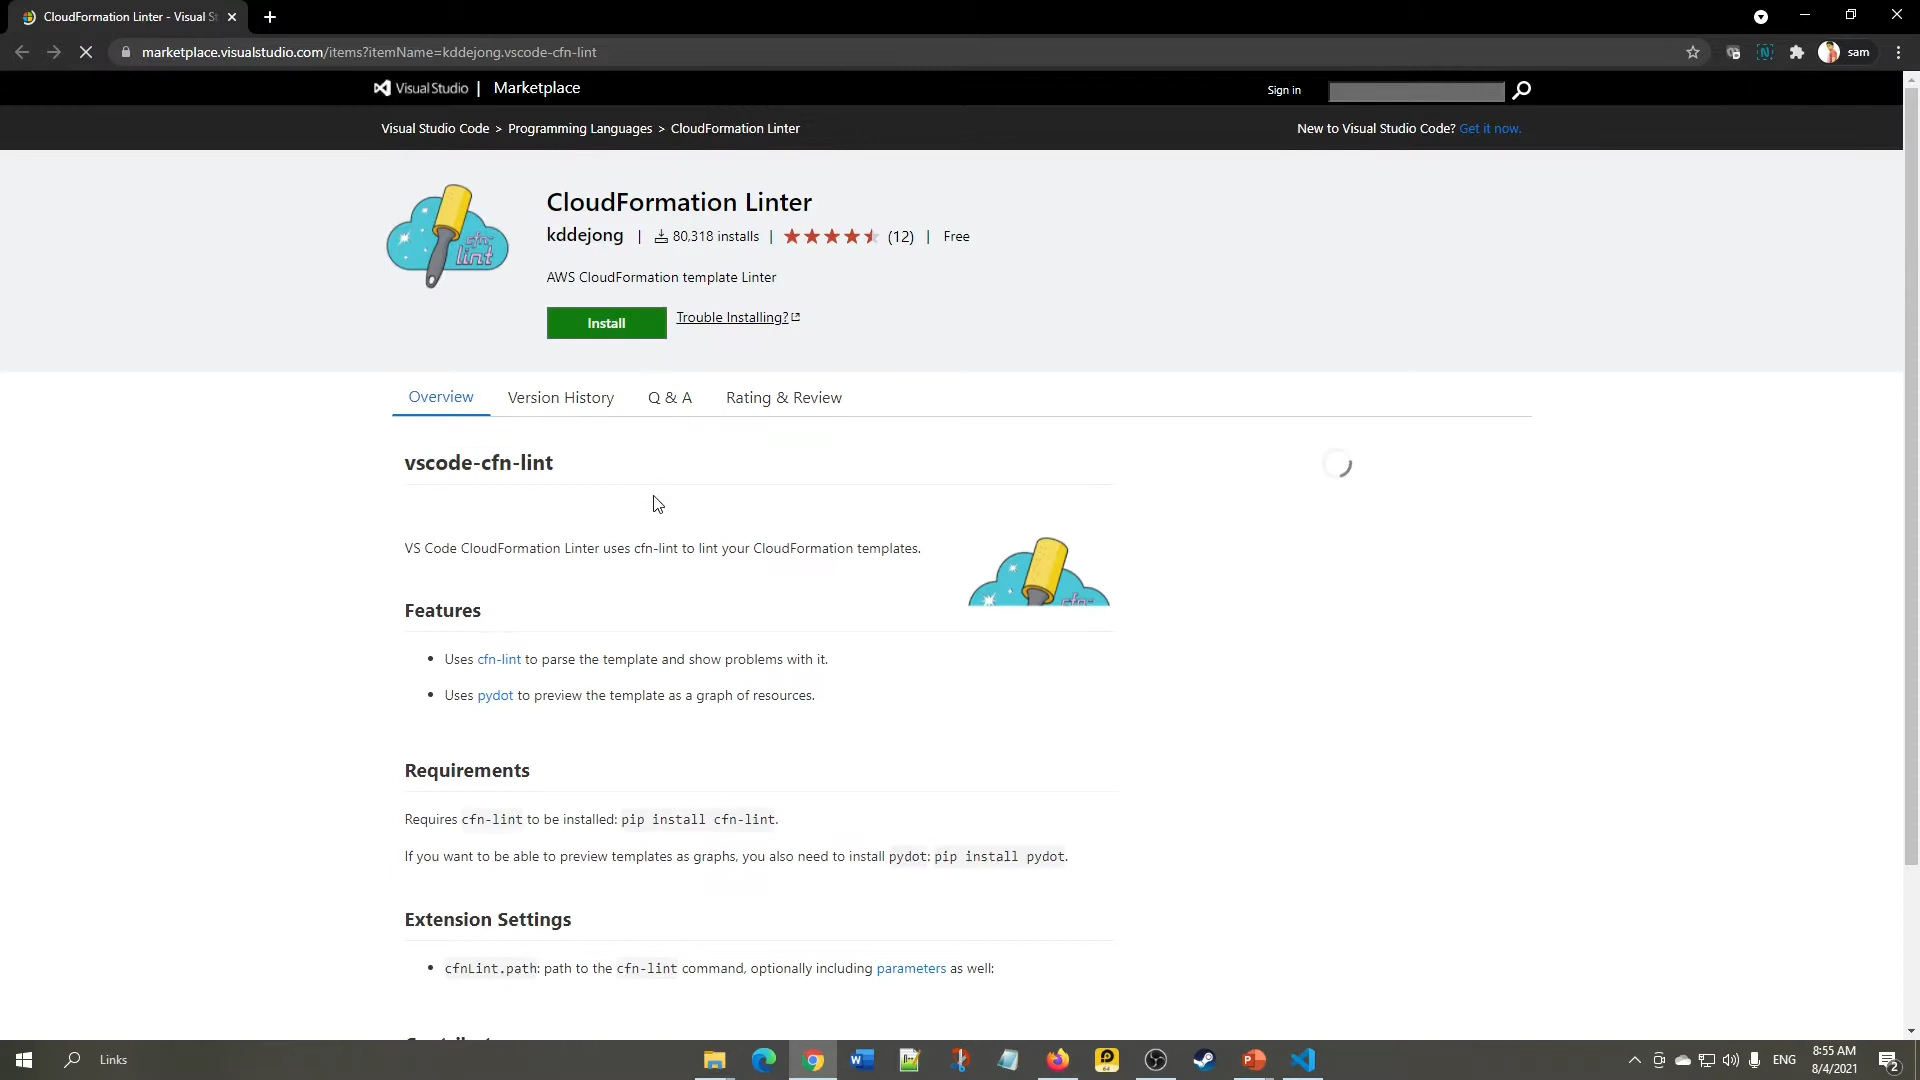 CloudFormation Linter - Visual S
marketplace.visualstudio.com/items?itemName=kddejong.vscode-cfn-lint
sam
Visual Studio | Marketplace
Sign in
Visual Studio Code > Programming Languages > CloudFormation Linter
New to Visual Studio Code? Get it now.
cfn-lint
CloudFormation Linter
kddejong | 80,318 installs | (12) | Free
AWS CloudFormation template Linter
Install
Trouble Installing?
Overview
Version History
Q & A
Rating & Review
vscode-cfn-lint
VS Code CloudFormation Linter uses cfn-lint to lint your CloudFormation templates.
Features
• Uses cfn-lint to parse the template and show problems with it.
• Uses pydot to preview the template as a graph of resources.
Requirements
Requires cfn-lint to be installed: pip install cfn-lint.
If you want to be able to preview templates as graphs, you also need to install pydot: pip install pydot.
Extension Settings
• cfnLint.path: path to the cfn-lint command, optionally including parameters as well:
Links
ENG
8:55 AM
8/4/2021
2